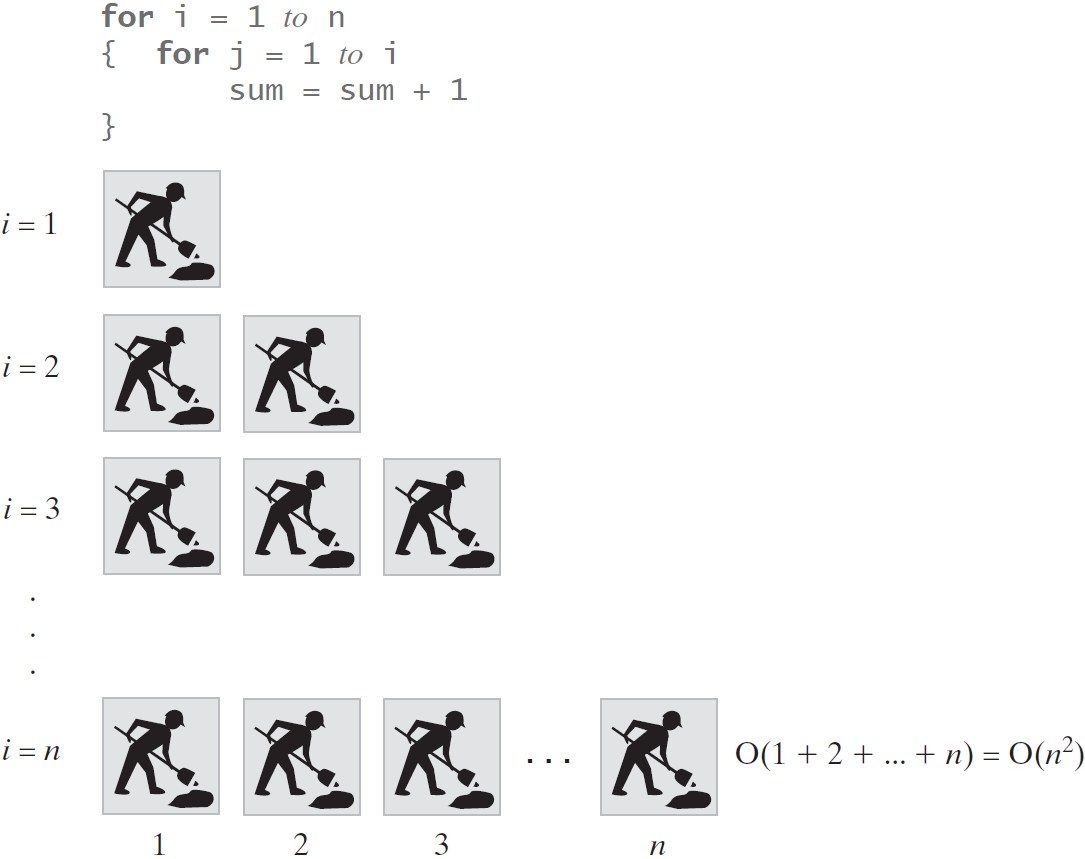 for i = 1 to n
{ for j = 1 to i
sum = sum + 1
}
i = 1
i = 2
i = 3
.
.
.
i = n
. . .
O(1 + 2 + ... + n) = O(n²)
1 2 3 n